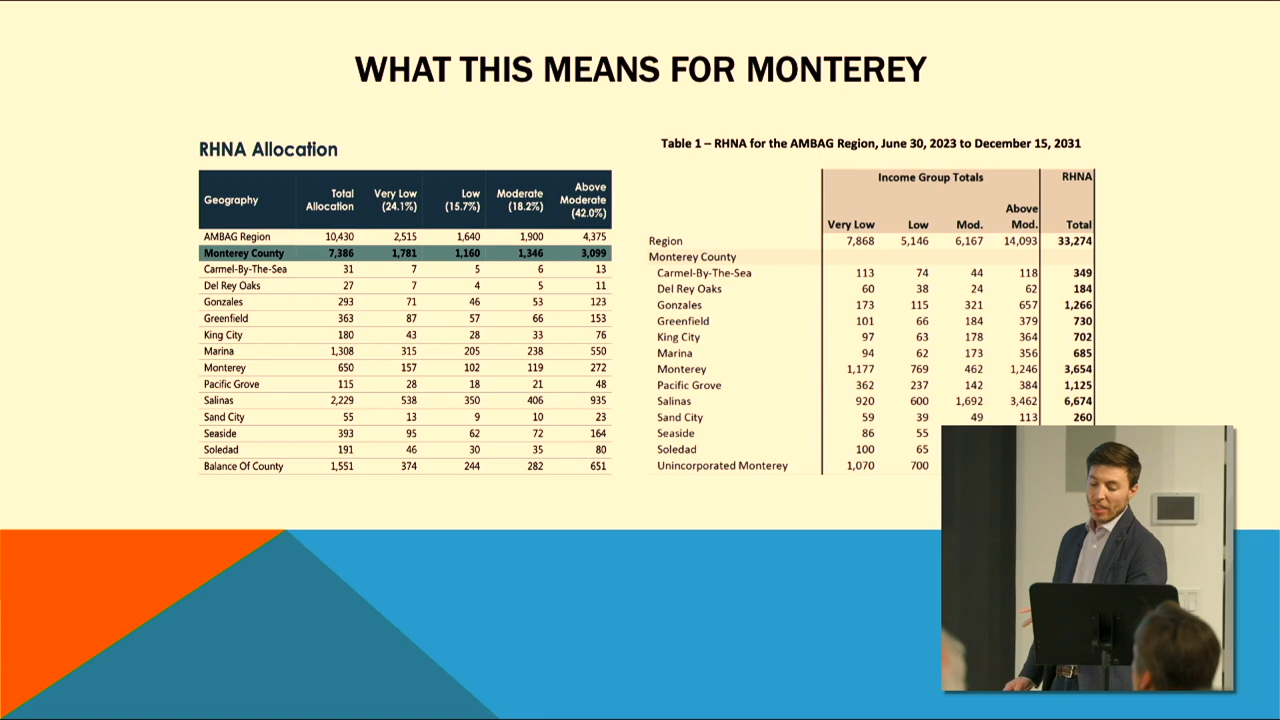 WHAT THIS MEANS FOR MONTEREY
RHNA Allocation
Geography Total Allocation Very Low (24.1%) Low (15.7%) Moderate (18.2%) Above Moderate (42.0%)
AMBAG Region 10,430 2,515 1,640 1,900 4,375
Monterey County 7,386 1,781 1,160 1,346 3,099
Carmel-By-The-Sea 31 7 5 6 13
Del Rey Oaks 27 7 4 5 11
Gonzales 293 71 46 53 123
Greenfield 363 87 57 66 153
King City 180 43 28 33 76
Marina 1,308 315 205 238 550
Monterey 650 157 102 119 272
Pacific Grove 115 28 18 21 48
Salinas 2,229 538 350 406 935
Sand City 55 13 9 10 23
Seaside 393 95 62 72 164
Soledad 191 46 30 35 80
Balance Of County 1,551 374 244 282 651
Table 1 – RHNA for the AMBAG Region, June 30, 2023 to December 15, 2031
Income Group Totals RHNA
Very Low Low Mod. Above Mod. Total
Region 7,868 5,146 6,167 14,093 33,274
Monterey County
Carmel-By-The-Sea 113 74 44 118 349
Del Rey Oaks 60 38 24 62 184
Gonzales 173 115 321 657 1,266
Greenfield 101 66 184 379 730
King City 97 63 178 364 702
Marina 94 62 173 356 685
Monterey 1,177 769 462 1,246 3,654
Pacific Grove 362 237 142 384 1,125
Salinas 920 600 1,692 3,462 6,674
Sand City 59 39 49 113 260
Seaside 86 55
Soledad 100 65
Unincorporated Monterey 1,070 700